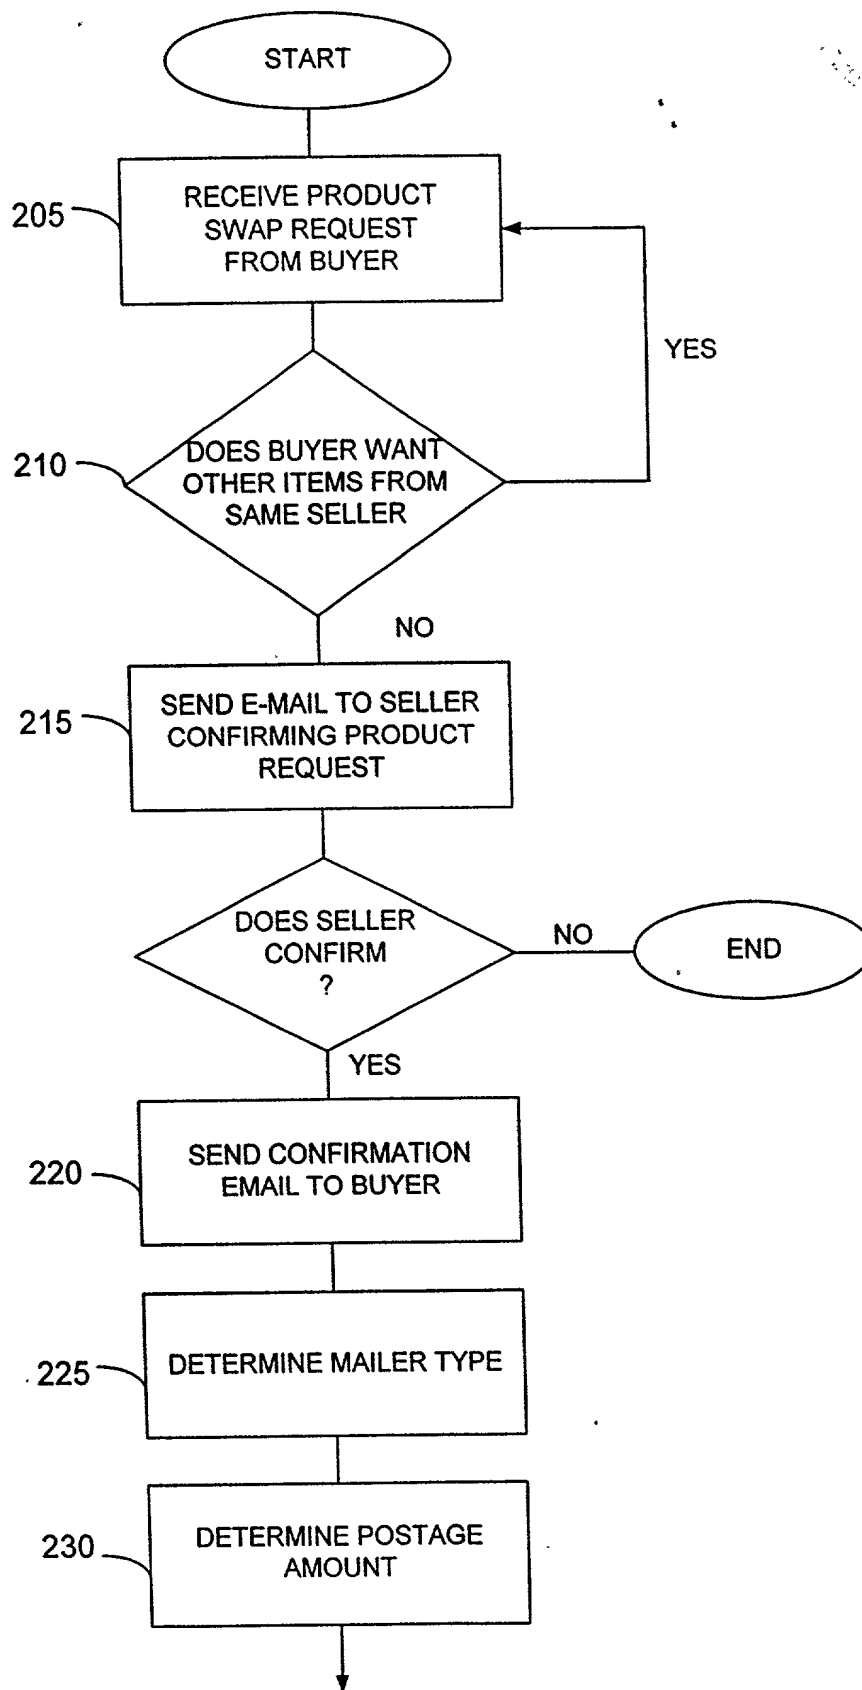 START
205
RECEIVE PRODUCT
SWAP REQUEST
FROM BUYER
YES
210
DOES BUYER WANT
OTHER ITEMS FROM
SAME SELLER
NO
215
SEND E-MAIL TO SELLER
CONFIRMING PRODUCT
REQUEST
DOES SELLER
CONFIRM
?
NO
END
YES
220
SEND CONFIRMATION
EMAIL TO BUYER
225
DETERMINE MAILER TYPE
230
DETERMINE POSTAGE
AMOUNT